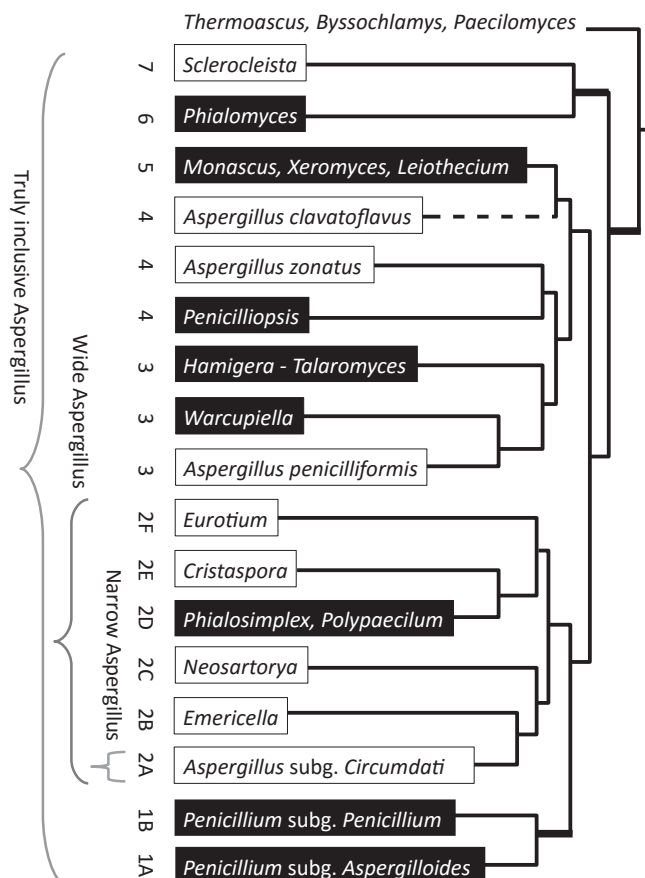 Thermoascus, Byssochlamys, Paecilomyces
7 Sclerocleista
6 Phialomyces
5 Monascus, Xeromyces, Leiothecium
4 Aspergillus clavatoflavus
4 Aspergillus zonatus
4 Penicilliopsis
3 Hamigera - Talaromyces
3 Warcupiella
3 Aspergillus penicilliformis
2F Eurotium
2E Cristaspora
2D Phialosimplex, Polypaecilum
2C Neosartorya
2B Emericella
2A Aspergillus subg. Circumdati
1B Penicillium subg. Penicillium
1A Penicillium subg. Aspergilloides
Truly inclusive Aspergillus
Wide Aspergillus
Narrow Aspergillus